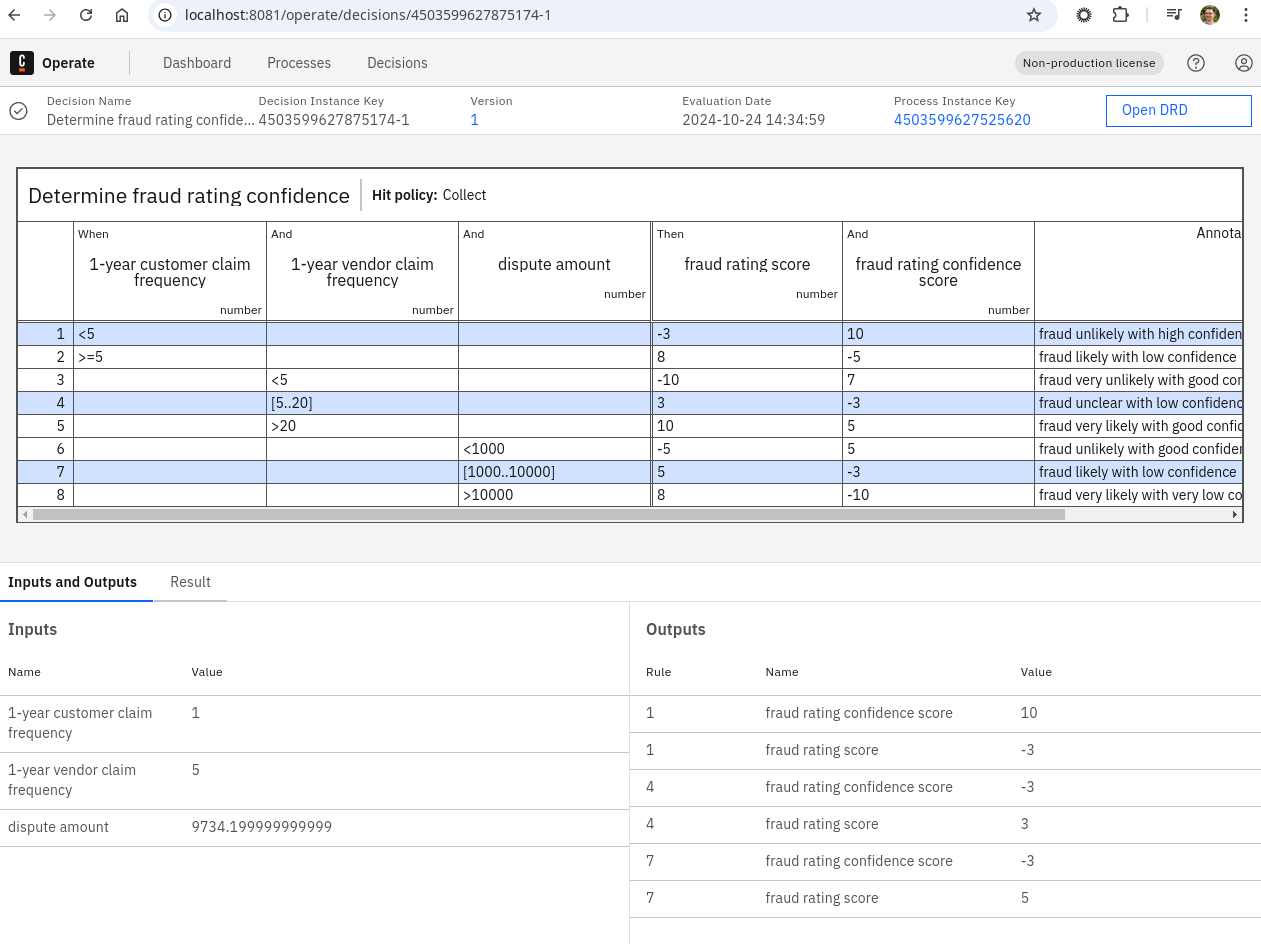 localhost:8081/operate/decisions/4503599627875174-1
C Operate Dashboard Processes Decisions Non-production license
Decision Name Decision Instance Key Version Evaluation Date Process Instance Key
Determine fraud rating confide... 4503599627875174-1 1 2024-10-24 14:34:59 4503599627525620 Open DRD
Determine fraud rating confidence Hit policy: Collect
When And And Then And Annota
1-year customer claim 1-year vendor claim dispute amount fraud rating score fraud rating confidence
frequency frequency score
number number
number number number
1 <5 -3 10 fraud unlikely with high confiden
2 >=5 8 -5 fraud likely with low confidence
3 <5 -10 7 fraud very unlikely with good cor
4 [5..20] 3 -3 fraud unclear with low confidenc
5 >20 10 5 fraud very likely with good confic
6 <1000 -5 5 fraud unlikely with good confider
7 [1000..10000] 5 -3 fraud likely with low confidence
8 >10000 8 -10 fraud very likely with very low co
Inputs and Outputs Result
Inputs
Name Value
1-year customer claim 1
frequency
1-year vendor claim 5
frequency
dispute amount 9734.199999999999
Outputs
Rule Name Value
1 fraud rating confidence score 10
1 fraud rating score -3
4 fraud rating confidence score -3
4 fraud rating score 3
7 fraud rating confidence score -3
7 fraud rating score 5